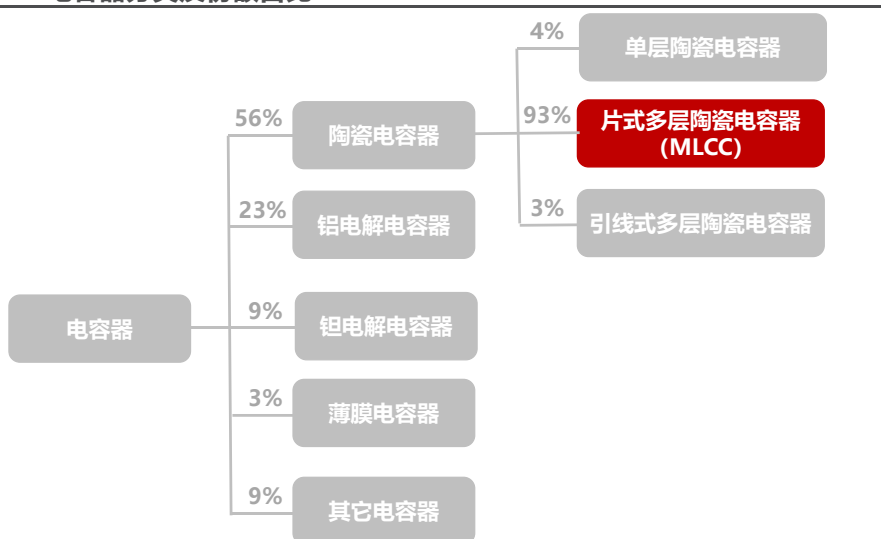 4%
单层陶瓷电容器
56%
陶瓷电容器
93%
片式多层陶瓷电容器
(MLCC)
23%
铝电解电容器
3%
引线式多层陶瓷电容器
电容器
9%
钽电解电容器
3%
薄膜电容器
9%
其它电容器